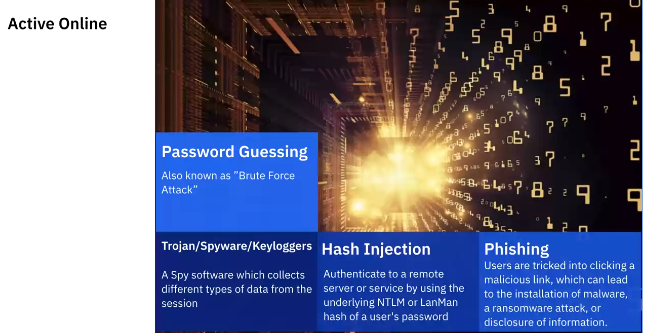 Active Online
Password Guessing
Also known as "Brute Force
Attack"
Trojan/Spyware/Keyloggers
A Spy software which collects
different types of data from the
session
Hash Injection
Authenticate to a remote
server or service by using the
underlying NTLM or LanMan
hash of a user's password
Phishing
Users are tricked into clicking a
malicious link, which can lead
to the installation of malware,
a ransomware attack, or
disclosure of information.